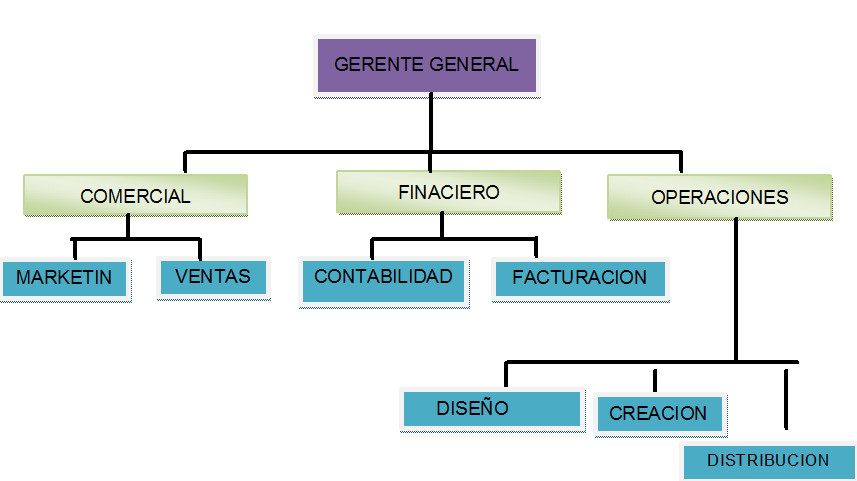 GERENTE GENERAL
COMERCIAL
FINACIERO
OPERACIONES
MARKETIN
VENTAS
CONTABILIDAD
FACTURACION
DISEÑO
CREACION
DISTRIBUCION